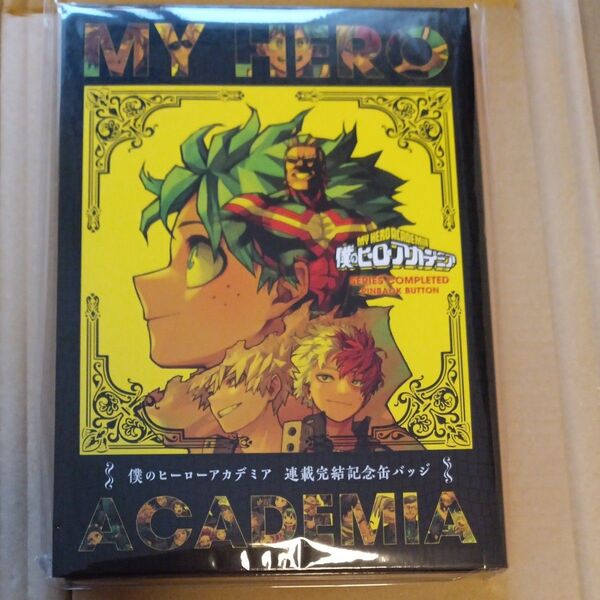 MY HERO
MY HERO ACADEMIA
僕のヒーローアカデミア
SERIES COMPLETED
PINBACK BUTTON
僕のヒーローアカデミア 連載完結記念缶バッジ
ACADEMIA